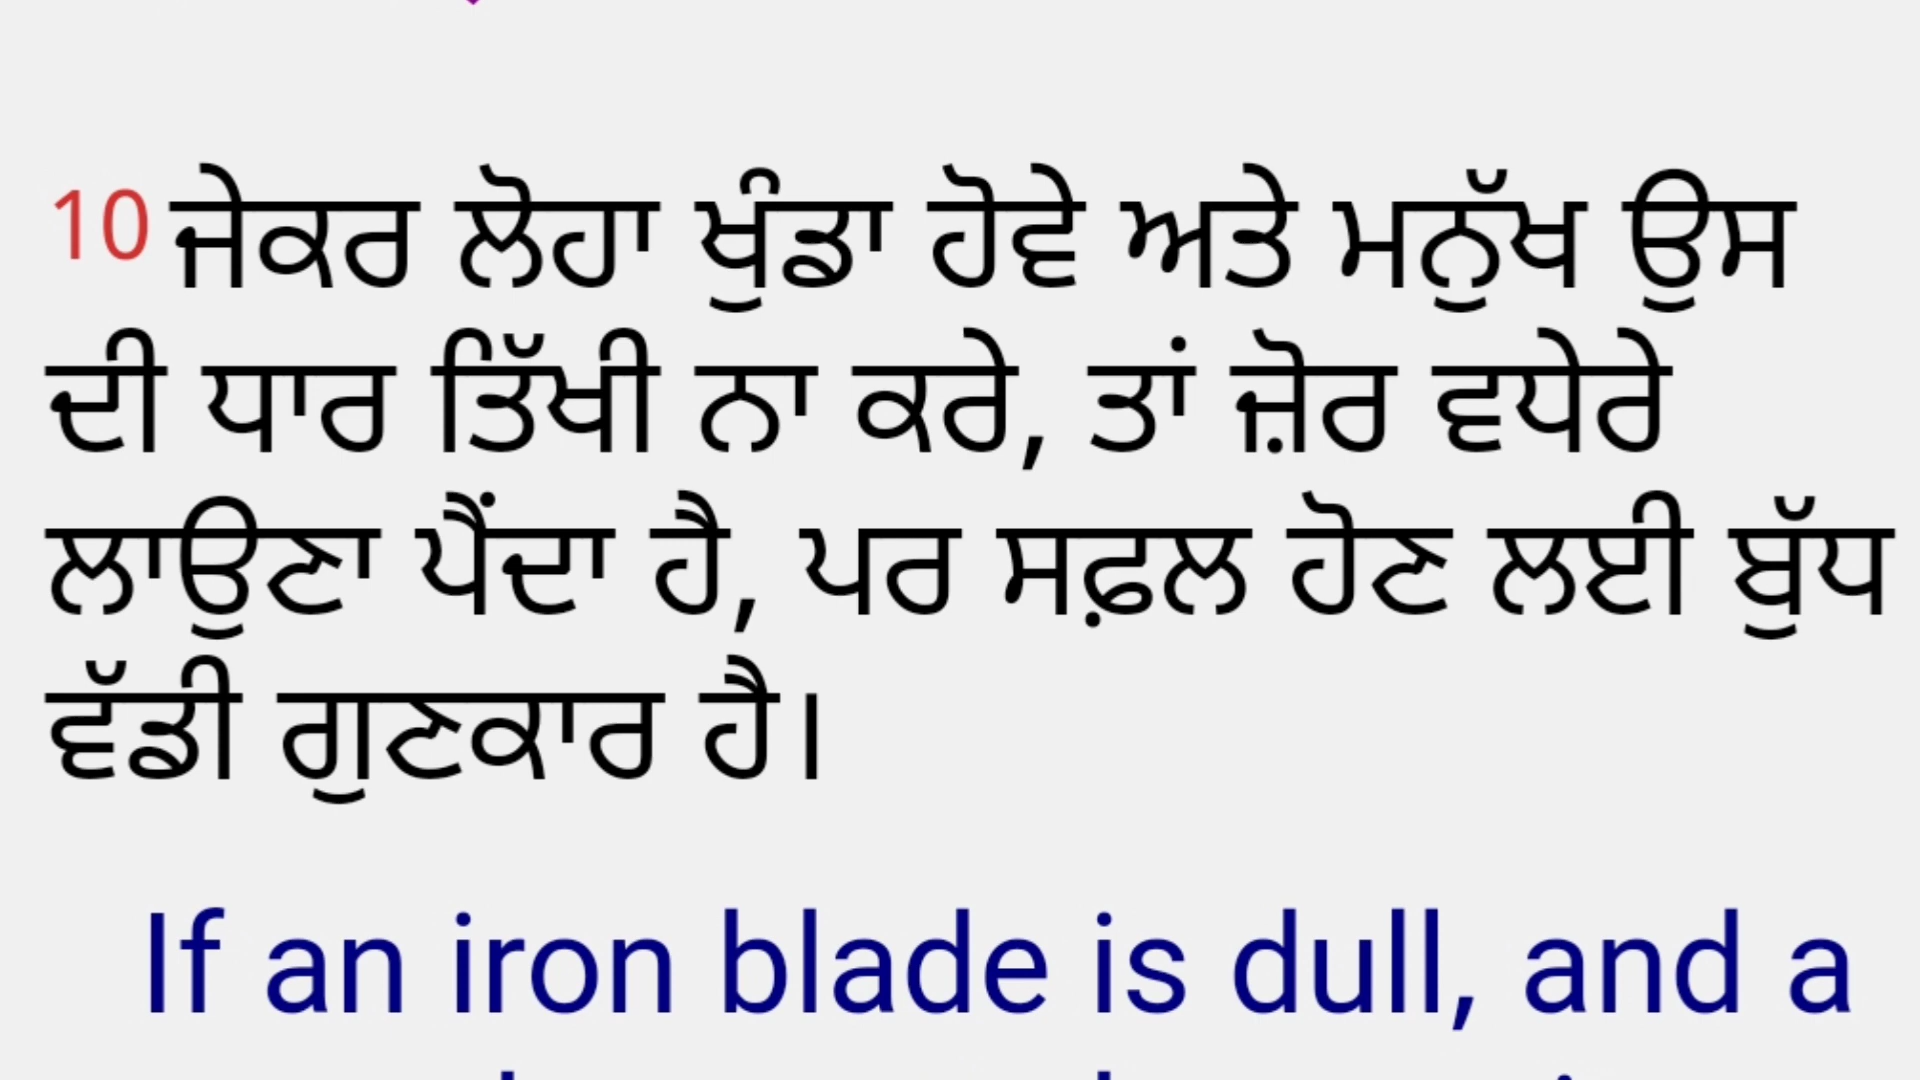 10 ਜੇਕਰ ਲੋਹਾ ਖੁੰਡਾ ਹੋਵੇ ਅਤੇ ਮਨੁੱਖ ਉਸ
ਦੀ ਧਾਰ ਤਿੱਖੀ ਨਾ ਕਰੇ, ਤਾਂ ਜ਼ੋਰ ਵਧੇਰੇ
ਲਾਉਣਾ ਪੈਂਦਾ ਹੈ, ਪਰ ਸਫ਼ਲ ਹੋਣ ਲਈ ਬੁੱਧ
ਵੱਡੀ ਗੁਣਕਾਰ ਹੈ।
If an iron blade is dull, and a